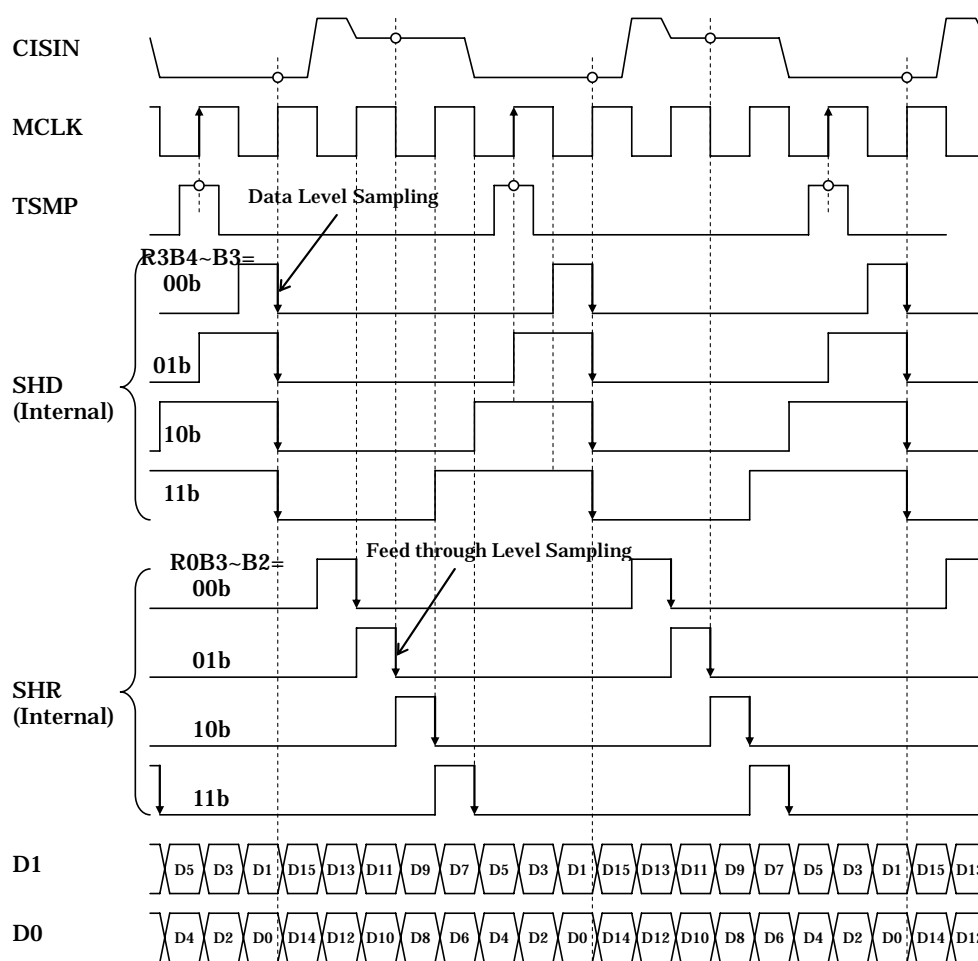 CISIN
MCLK
TSMP
Data Level Sampling
R3B4~B3=
00b
01b
SHD
(Internal)
10b
11b
Feed through Level Sampling
R0B3~B2=
00b
01b
SHR
(Internal)
10b
11b
D1 D5 D3 D1 D15 D13 D11 D9 D7 D5 D3 D1 D15 D13 D11 D9 D7 D5 D3 D1 D15 D13
D0 D4 D2 D0 D14 D12 D10 D8 D6 D4 D2 D0 D14 D12 D10 D8 D6 D4 D2 D0 D14 D12